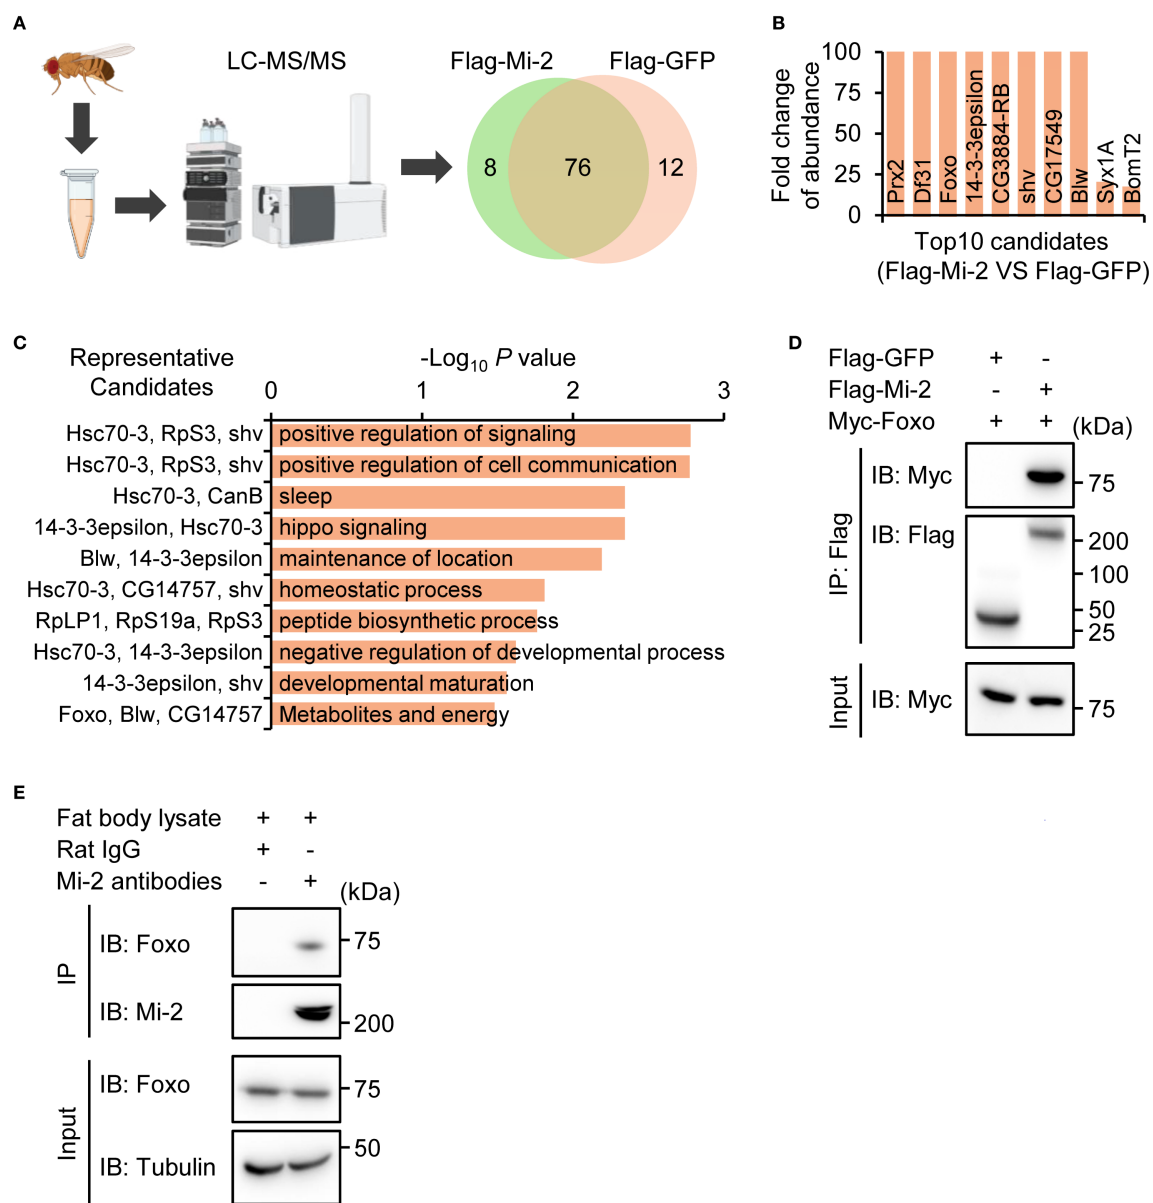 A
LC-MS/MS
Flag-Mi-2
Flag-GFP
8
76
12
B
Fold change
of abundance
100
75
50
25
0
Prx2
Df31
Foxo
14-3-3epsilon
CG3884-RB
shv
CG17549
Blw
Syx1A
BomT2
Top10 candidates
(Flag-Mi-2 VS Flag-GFP)
C
Representative
Candidates
-Log10 P value
0 1 2 3
Hsc70-3, RpS3, shv positive regulation of signaling
Hsc70-3, RpS3, shv positive regulation of cell communication
Hsc70-3, CanB sleep
14-3-3epsilon, Hsc70-3 hippo signaling
Blw, 14-3-3epsilon maintenance of location
Hsc70-3, CG14757, shv homeostatic process
RpLP1, RpS19a, RpS3 peptide biosynthetic process
Hsc70-3, 14-3-3epsilon negative regulation of developmental process
14-3-3epsilon, shv developmental maturation
Foxo, Blw, CG14757 Metabolites and energy
D
Flag-GFP + -
Flag-Mi-2 - +
Myc-Foxo + + (kDa)
IP: Flag
IB: Myc
75
IB: Flag
200
100
50
25
Input
IB: Myc
75
E
Fat body lysate + +
Rat IgG + -
Mi-2 antibodies - + (kDa)
IP
IB: Foxo
75
IB: Mi-2
200
Input
IB: Foxo
75
50
IB: Tubulin